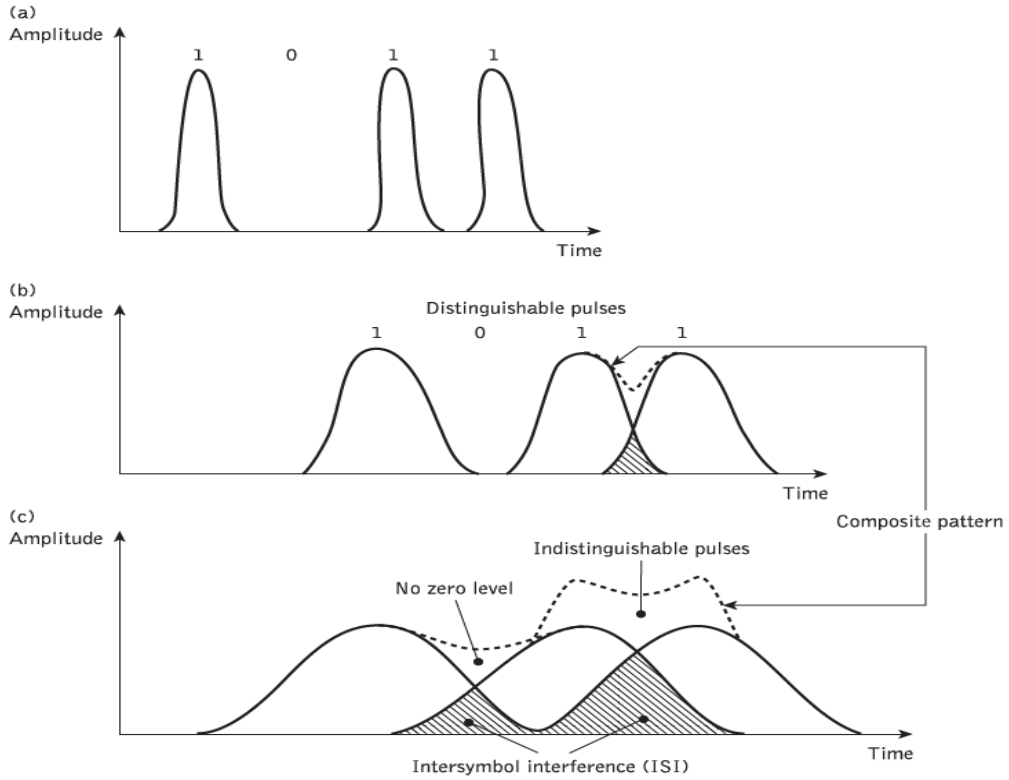 (a)
Amplitude
1 0 1 1
Time
(b)
Amplitude
Distinguishable pulses
1 0 1 1
Time
Composite pattern
(c)
Amplitude
Indistinguishable pulses
No zero level
Time
Intersymbol interference (ISI)